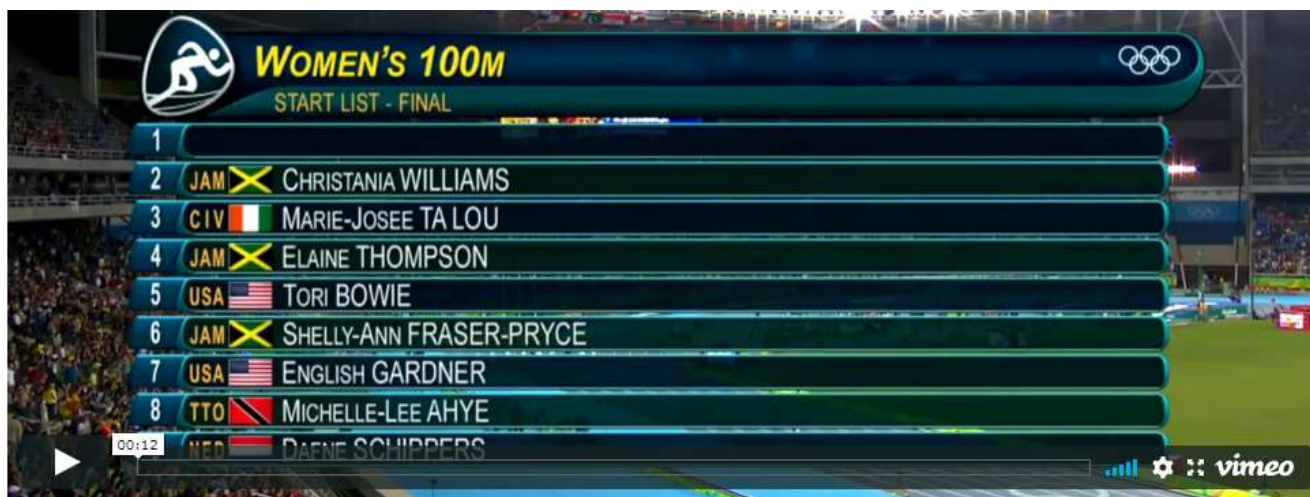 WOMEN'S 100M
START LIST - FINAL
1
2 JAM CHRISTANIA WILLIAMS
3 CIV MARIE-JOSEE TA LOU
4 JAM ELAINE THOMPSON
5 USA TORI BOWIE
6 JAM SHELLY-ANN FRASER-PRYCE
7 USA ENGLISH GARDNER
8 TTO MICHELLE-LEE AHYE
NED DAFNE SCHIPPERS
00:12
vimeo